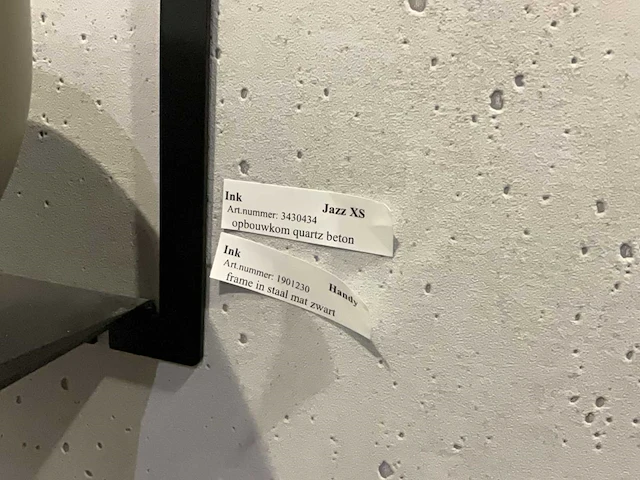 Ink Jazz XS
Art.nummer: 3430434
opbouwkom quartz beton
Ink Handy
Art.nummer: 1901230
frame in staal mat zwart